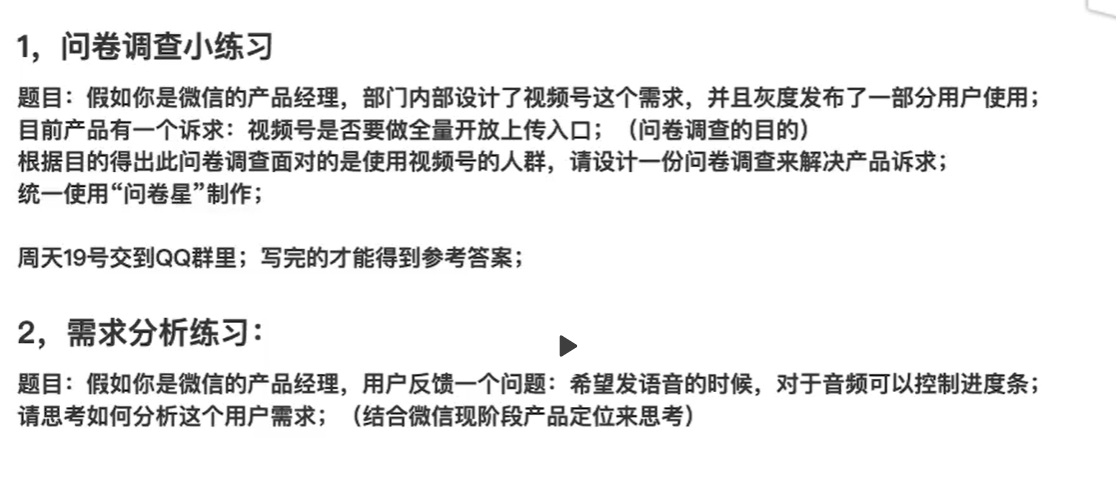 1，问卷调查小练习
题目：假如你是微信的产品经理，部门内部设计了视频号这个需求，并且灰度发布了一部分用户使用；
目前产品有一个诉求：视频号是否要做全量开放上传入口；（问卷调查的目的）
根据目的得出此问卷调查面对的是使用视频号的人群，请设计一份问卷调查来解决产品诉求；
统一使用“问卷星”制作；
周天19号交到QQ群里；写完的才能得到参考答案；
2，需求分析练习：
题目：假如你是微信的产品经理，用户反馈一个问题：希望发语音的时候，对于音频可以控制进度条；
请思考如何分析这个用户需求；（结合微信现阶段产品定位来思考）